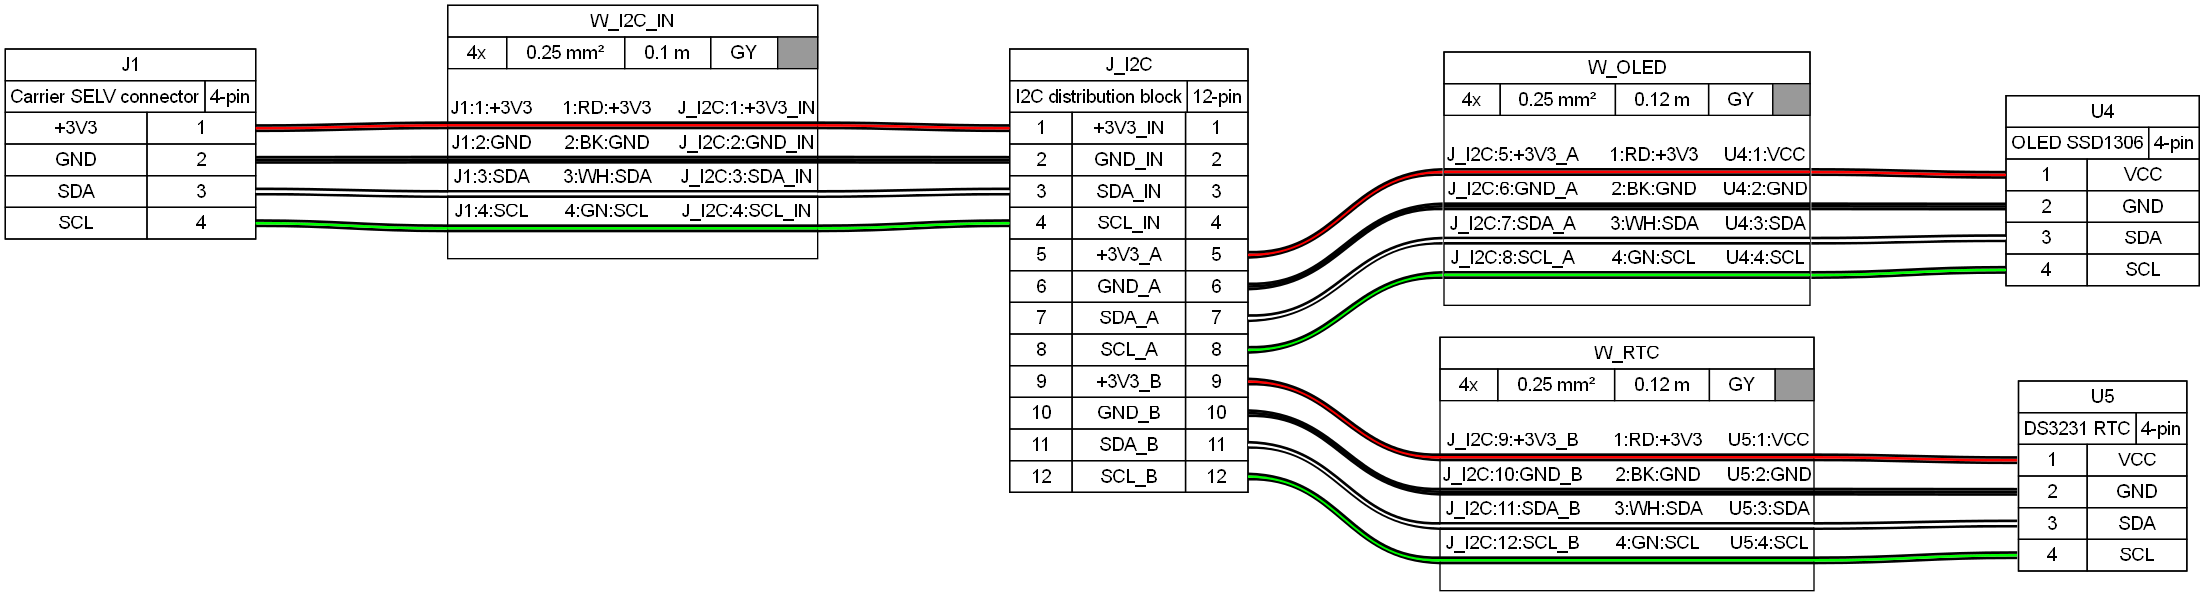 J1
Carrier SELV connector 4-pin
+3V3 1
GND 2
SDA 3
SCL 4
W_I2C_IN
4x 0.25 mm² 0.1 m GY
J1:1:+3V3 1:RD:+3V3 J_I2C:1:+3V3_IN
J1:2:GND 2:BK:GND J_I2C:2:GND_IN
J1:3:SDA 3:WH:SDA J_I2C:3:SDA_IN
J1:4:SCL 4:GN:SCL J_I2C:4:SCL_IN
J_I2C
I2C distribution block 12-pin
1 +3V3_IN 1
2 GND_IN 2
3 SDA_IN 3
4 SCL_IN 4
5 +3V3_A 5
6 GND_A 6
7 SDA_A 7
8 SCL_A 8
9 +3V3_B 9
10 GND_B 10
11 SDA_B 11
12 SCL_B 12
W_OLED
4x 0.25 mm² 0.12 m GY
J_I2C:5:+3V3_A 1:RD:+3V3 U4:1:VCC
J_I2C:6:GND_A 2:BK:GND U4:2:GND
J_I2C:7:SDA_A 3:WH:SDA U4:3:SDA
J_I2C:8:SCL_A 4:GN:SCL U4:4:SCL
U4
OLED SSD1306 4-pin
1 VCC
2 GND
3 SDA
4 SCL
W_RTC
4x 0.25 mm² 0.12 m GY
J_I2C:9:+3V3_B 1:RD:+3V3 U5:1:VCC
J_I2C:10:GND_B 2:BK:GND U5:2:GND
J_I2C:11:SDA_B 3:WH:SDA U5:3:SDA
J_I2C:12:SCL_B 4:GN:SCL U5:4:SCL
U5
DS3231 RTC 4-pin
1 VCC
2 GND
3 SDA
4 SCL